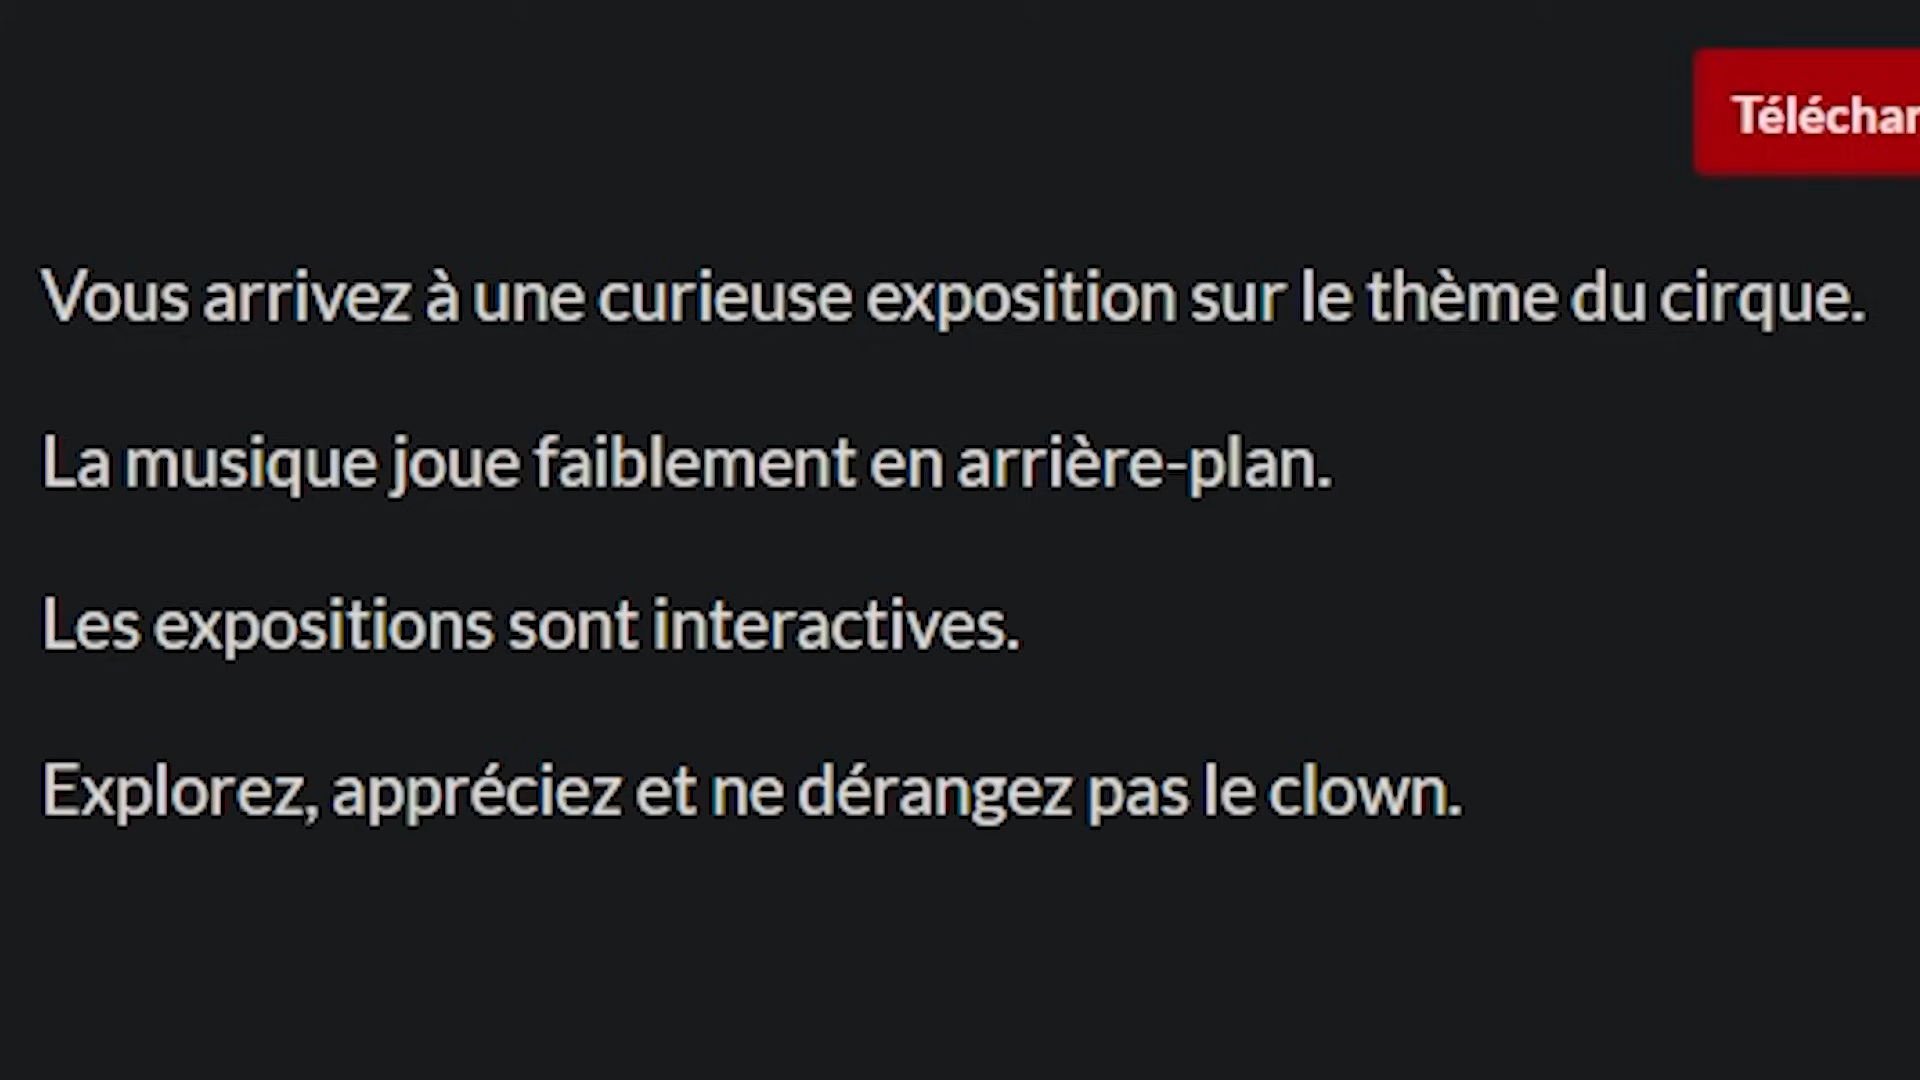 Téléchar
Vous arrivez à une curieuse exposition sur le thème du cirque.
La musique joue faiblement en arrière-plan.
Les expositions sont interactives.
Explorez, appréciez et ne dérangez pas le clown.